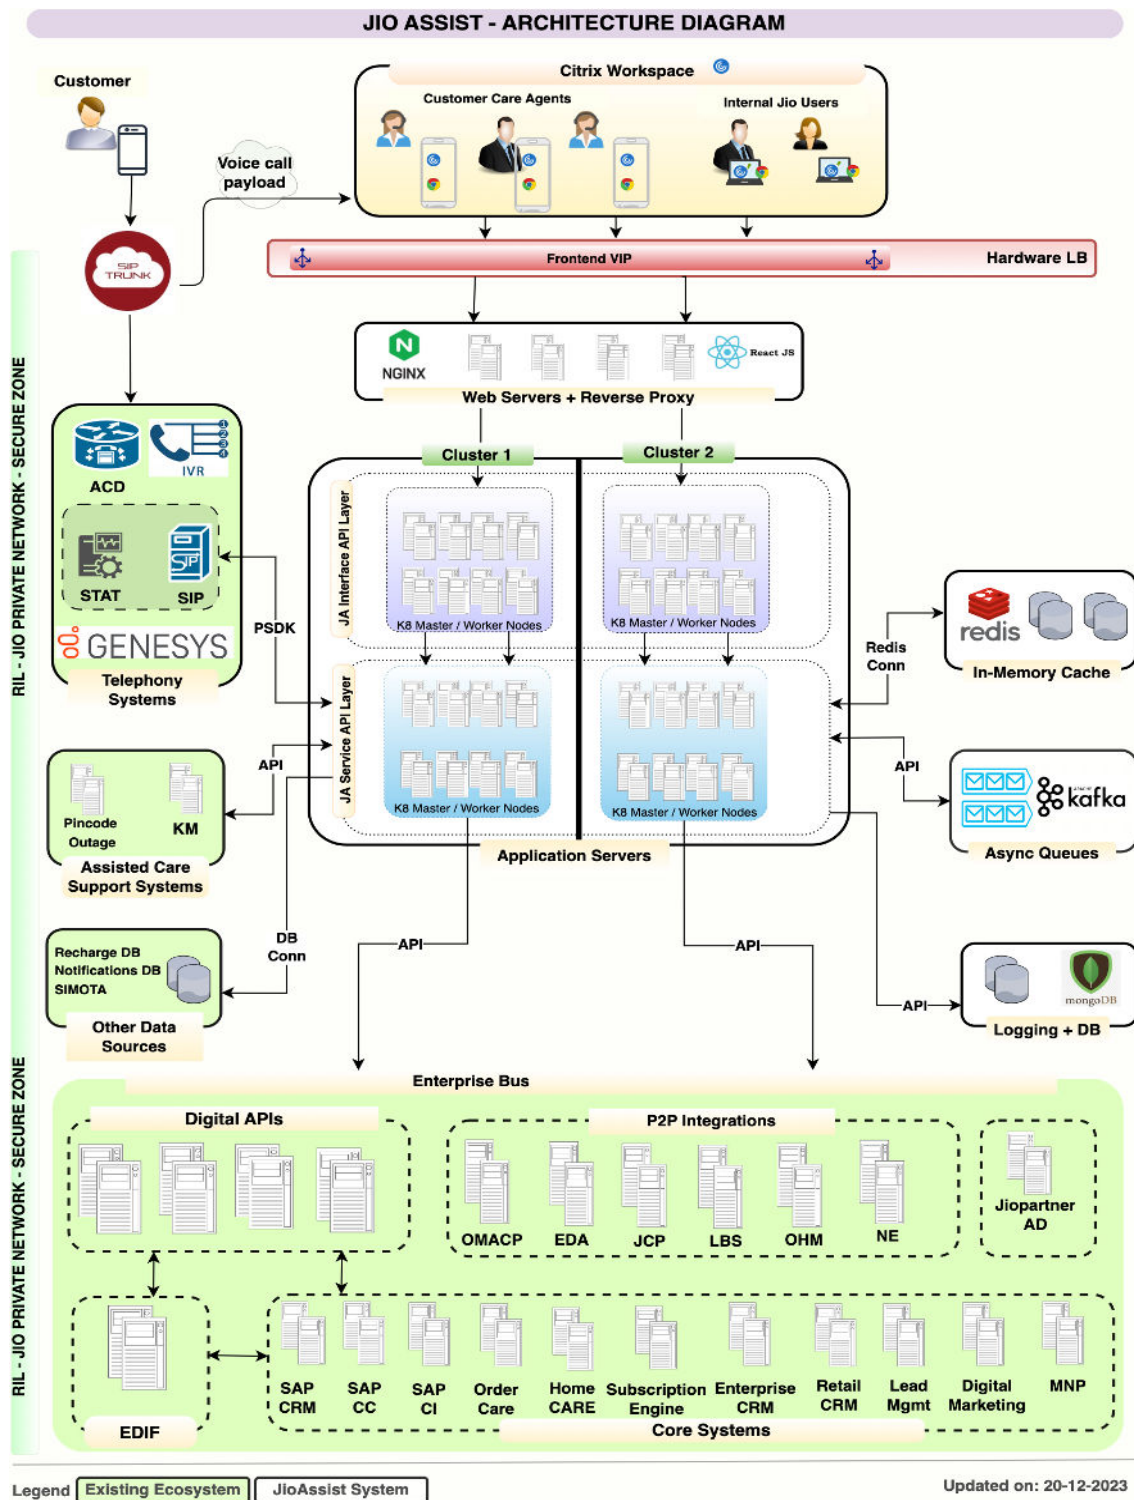 JIO ASSIST - ARCHITECTURE DIAGRAM
Customer
Citrix Workspace
Customer Care Agents
Internal Jio Users
Voice call
payload
SIP
TRUNK
Frontend VIP
Hardware LB
RIL - JIO PRIVATE NETWORK - SECURE ZONE
NGINX
React JS
Web Servers + Reverse Proxy
ACD
IVR
1
2
3
4
STAT
SIP
SIP
GENESYS
Telephony
Systems
PSDK
Cluster 1
Cluster 2
JA Interface API Layer
K8 Master / Worker Nodes
K8 Master / Worker Nodes
JA Service API Layer
K8 Master / Worker Nodes
K8 Master / Worker Nodes
Application Servers
Redis
Conn
redis
In-Memory Cache
API
APACHE
kafka
Async Queues
API
Pincode
Outage
KM
Assisted Care
Support Systems
DB
Conn
Recharge DB
Notifications DB
SIMOTA
Other Data
Sources
API
API
API
mongoDB
Logging + DB
RIL - JIO PRIVATE NETWORK - SECURE ZONE
Enterprise Bus
Digital APIs
P2P Integrations
OMACP
EDA
JCP
LBS
OHM
NE
Jiopartner
AD
EDIF
SAP
CRM
SAP
CC
SAP
CI
Order
Care
Home
CARE
Subscription
Engine
Enterprise
CRM
Retail
CRM
Lead
Mgmt
Digital
Marketing
MNP
Core Systems
Legend
Existing Ecosystem
JioAssist System
Updated on: 20-12-2023